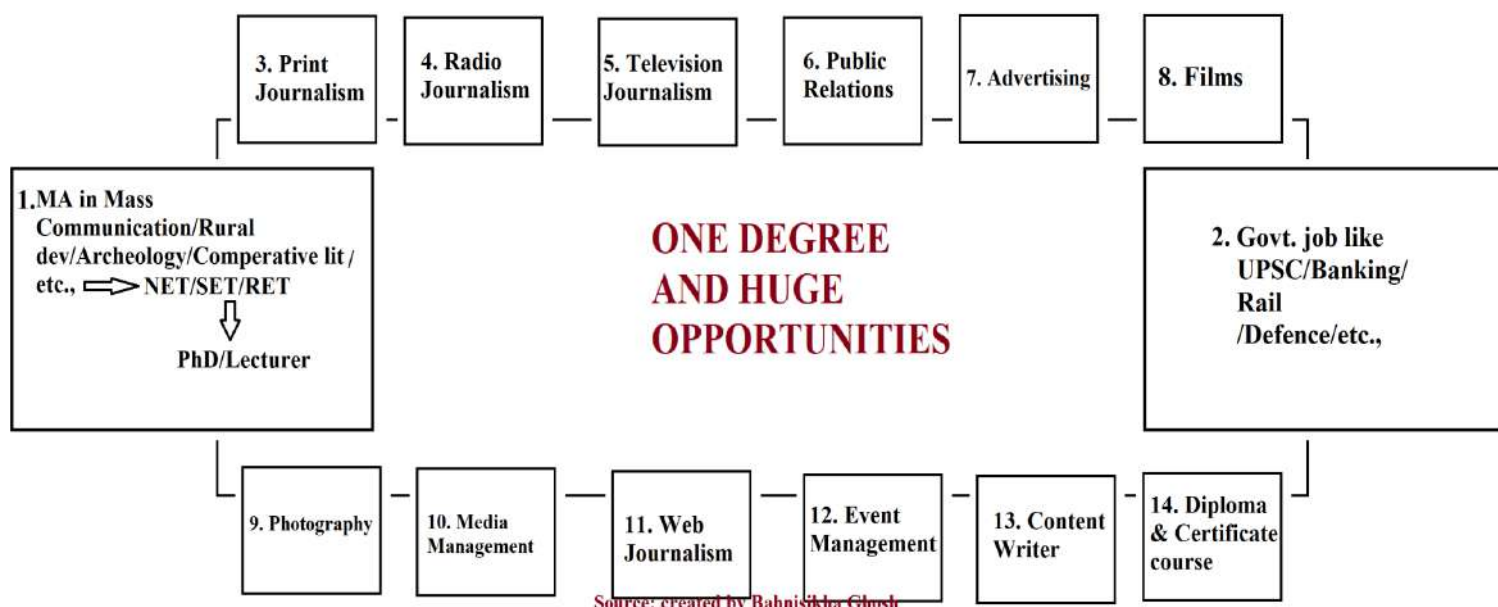 3. Print
Journalism
4. Radio
Journalism
5. Television
Journalism
6. Public
Relations
7. Advertising
8. Films
1. MA in Mass
Communication/Rural
dev/Archeology/Comperative lit /
etc., NET/SET/RET
PhD/Lecturer
ONE DEGREE
AND HUGE
OPPORTUNITIES
2. Govt. job like
UPSC/Banking/
Rail
/Defence/etc.,
9. Photography
10. Media
Management
11. Web
Journalism
12. Event
Management
13. Content
Writer
14. Diploma
& Certificate
course
Source: created by Bahnisikha Ghosh